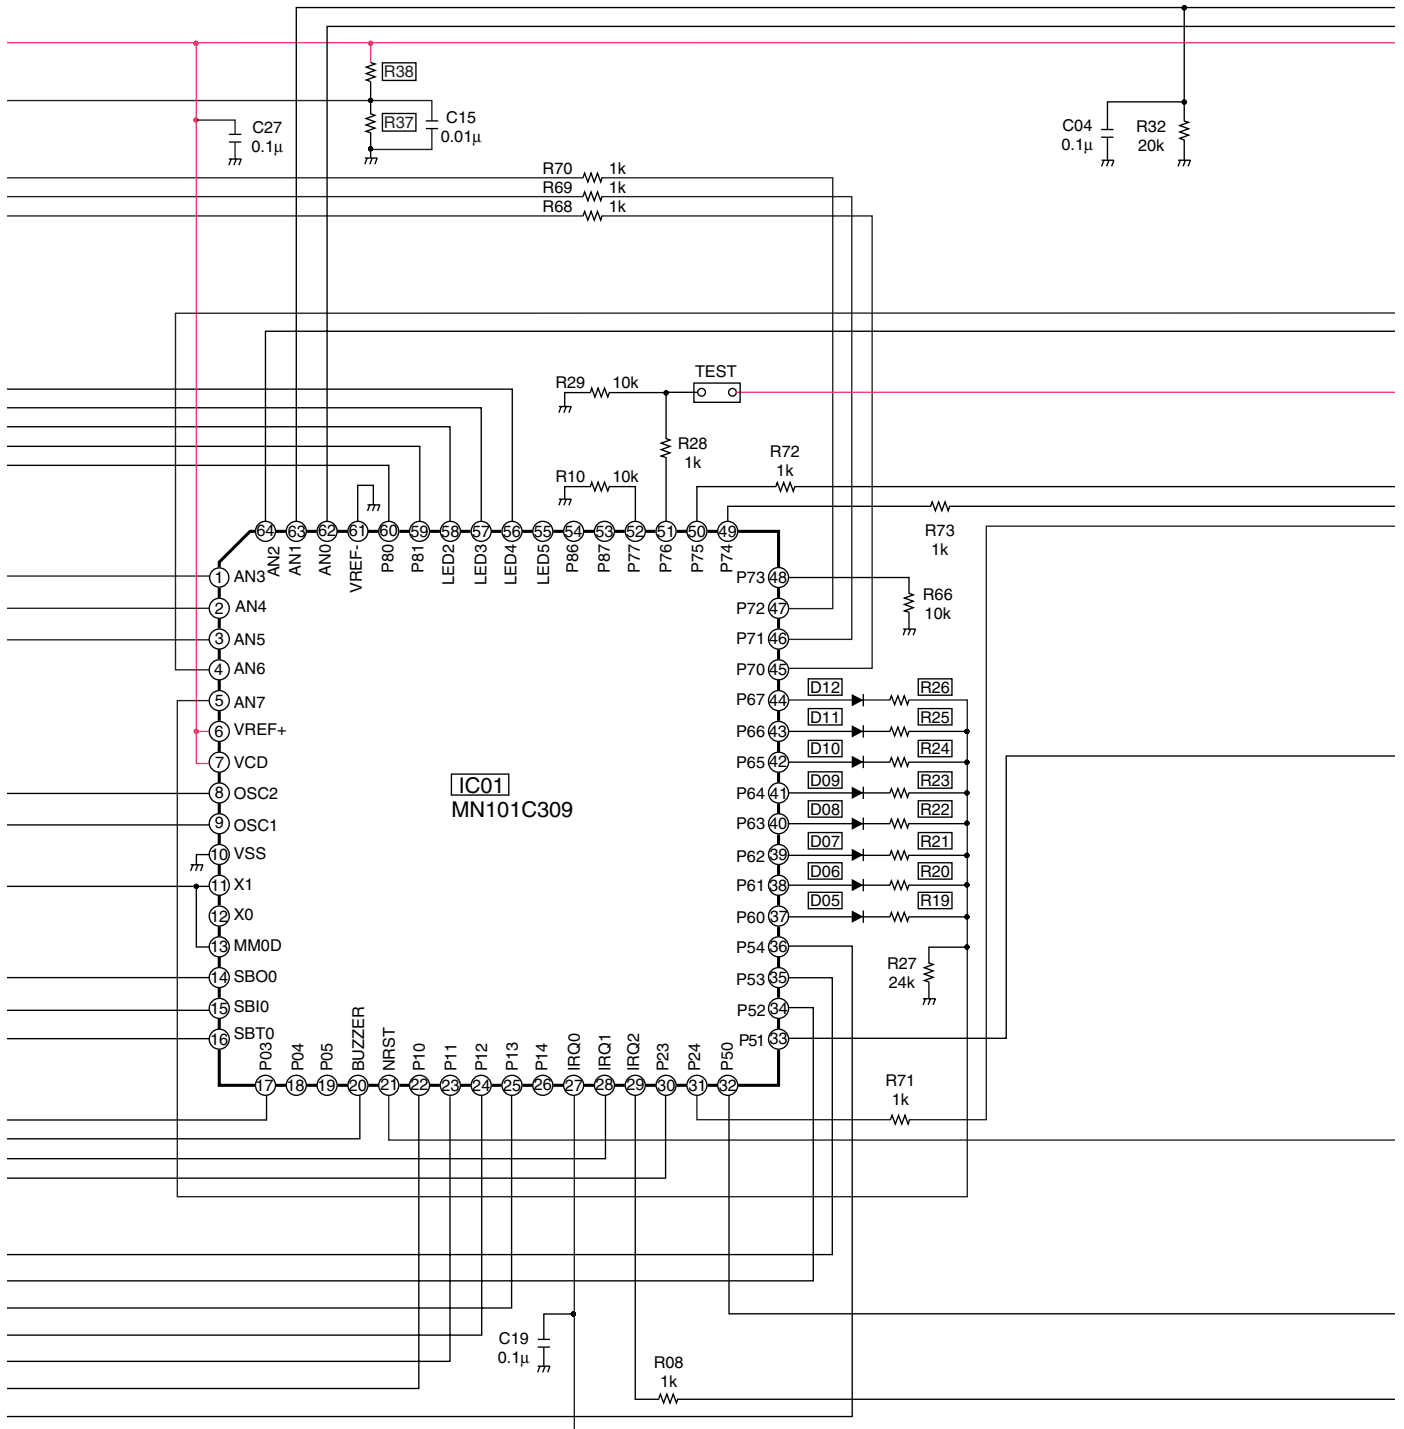 R38
R37
C15
0.01μ
C27
0.1μ
C04
0.1μ
R32
20k
R70 1k
R69 1k
R68 1k
TEST
R29 10k
R28
1k
R10 10k
R72
1k
R73
1k
64 63 62 61 60 59 58 57 56 55 54 53 52 51 50 49
AN2 AN1 AN0 VREF- P80 P81 LED2 LED3 LED4 LED5 P86 P87 P77 P76 P75 P74
1 AN3
2 AN4
3 AN5
4 AN6
5 AN7
6 VREF+
7 VCD
8 OSC2
9 OSC1
10 VSS
11 X1
12 X0
13 MM0D
14 SBO0
15 SBI0
16 SBT0
IC01
MN101C309
P73 48
P72 47
P71 46
P70 45
P67 44
P66 43
P65 42
P64 41
P63 40
P62 39
P61 38
P60 37
P54 36
P53 35
P52 34
P51 33
R66
10k
D12 R26
D11 R25
D10 R24
D09 R23
D08 R22
D07 R21
D06 R20
D05 R19
R27
24k
P03 P04 P05 BUZZER NRST P10 P11 P12 P13 P14 IRQ0 IRQ1 IRQ2 P23 P24 P50
17 18 19 20 21 22 23 24 25 26 27 28 29 30 31 32
R71
1k
C19
0.1μ
R08
1k